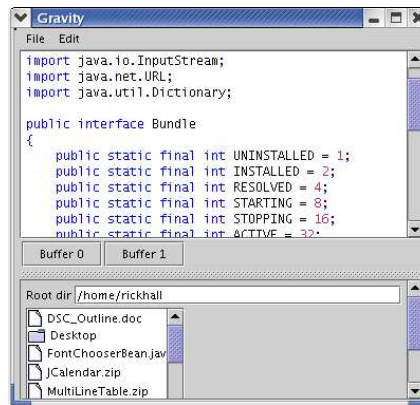 Gravity
File Edit
import java.io.InputStream;
import java.net.URL;
import java.util.Dictionary;
public interface Bundle
{
public static final int UNINSTALLED = 1;
public static final int INSTALLED = 2;
public static final int RESOLVED = 4;
public static final int STARTING = 8;
public static final int STOPPING = 16;
public static final int ACTIVE = 32;
Buffer 0 Buffer 1
Root dir /home/rickhall
DSC_Outline.doc
Desktop
FontChooserBean.jav
JCalendar.zip
MultiLineTable.zip